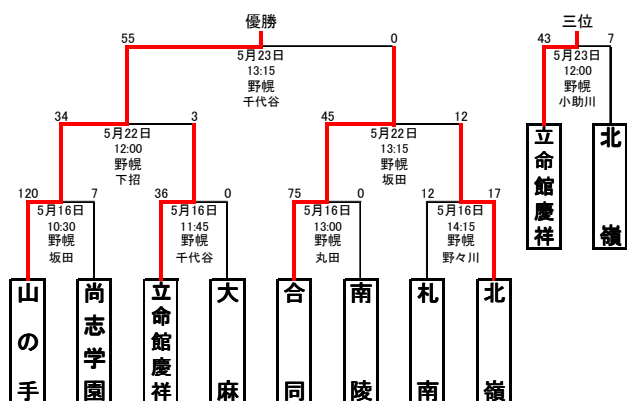 優勝
三位
55
0
43
7
5月23日
13:15
野幌
千代谷
5月23日
12:00
野幌
小助川
34
3
45
12
5月22日
12:00
野幌
下招
5月22日
13:15
野幌
坂田
立命館慶祥
北嶺
120
7
36
0
75
0
12
17
5月16日
10:30
野幌
坂田
5月16日
11:45
野幌
千代谷
5月16日
13:00
野幌
丸田
5月16日
14:15
野幌
野々川
山の手
尚志学園
立命館慶祥
大麻
合同
南陵
札南
北嶺